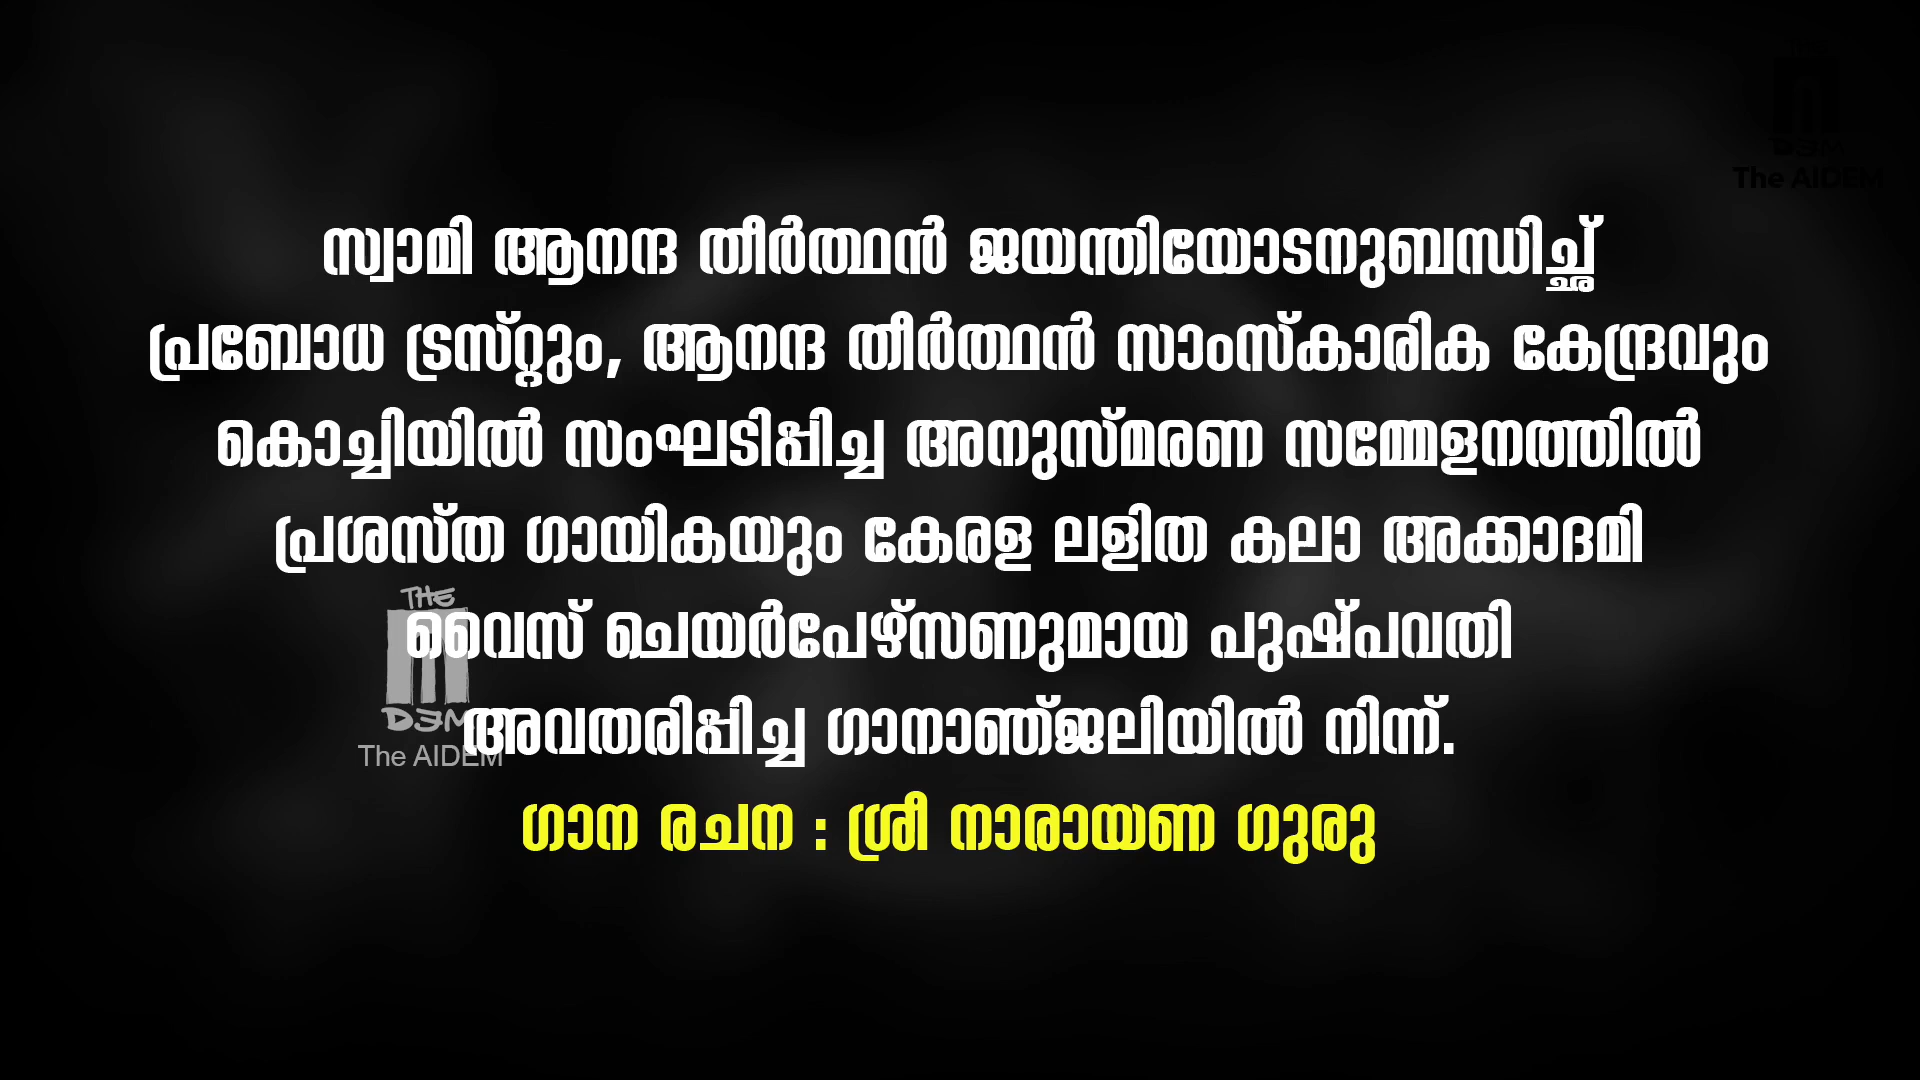 സ്വാമി ആനന്ദ തീർത്ഥൻ ജയന്തിയോടനുബന്ധിച്ച്
പ്രബോധ ട്രസ്റ്റും, ആനന്ദ തീർത്ഥൻ സാംസ്കാരിക കേന്ദ്രവും
കൊച്ചിയിൽ സംഘടിപ്പിച്ച അനുസ്മരണ സമ്മേളനത്തിൽ
പ്രശസ്ത ഗായികയും കേരള ലളിത കലാ അക്കാദമി
വൈസ് ചെയർപേഴ്സണുമായ പുഷ്പവതി
അവതരിപ്പിച്ച ഗാനാഞ്ജലിയിൽ നിന്ന്.
ഗാന രചന : ശ്രീ നാരായണ ഗുരു
THE
The AIDEM
The AIDEM